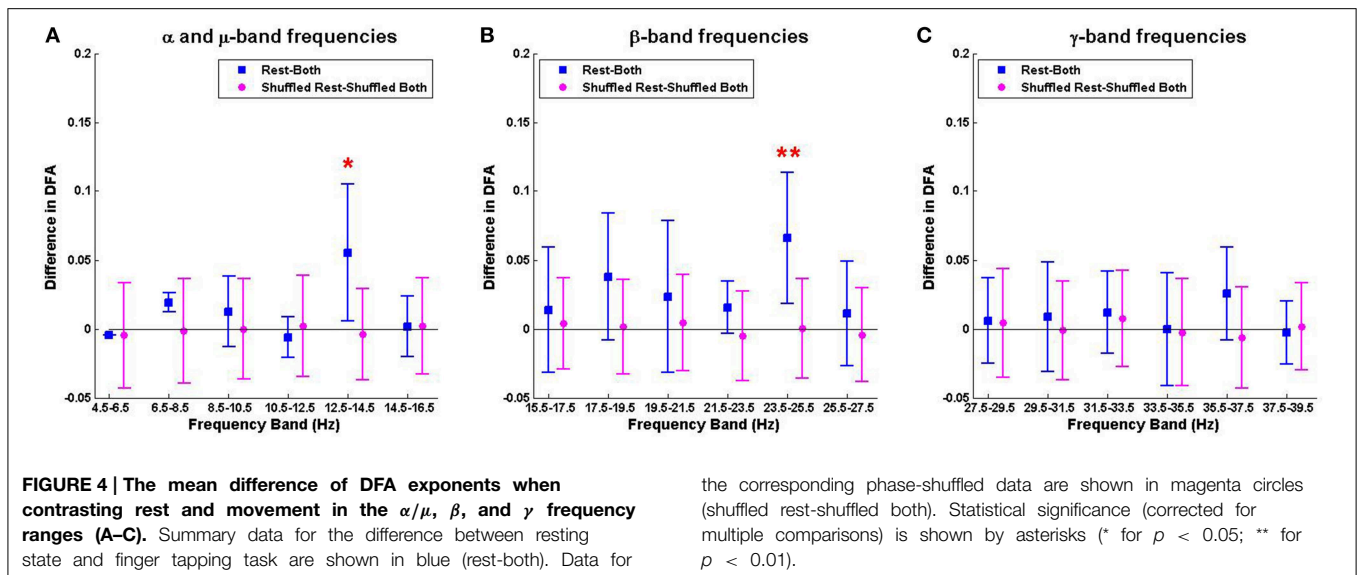 A
α and μ-band frequencies
0.2
0.15
0.1
0.05
0
-0.05
Difference in DFA
Rest-Both
Shuffled Rest-Shuffled Both
*
4.5-6.5 6.5-8.5 8.5-10.5 10.5-12.5 12.5-14.5 14.5-16.5
Frequency Band (Hz)
B
β-band frequencies
0.2
0.15
0.1
0.05
0
-0.05
Difference in DFA
Rest-Both
Shuffled Rest-Shuffled Both
**
15.5-17.5 17.5-19.5 19.5-21.5 21.5-23.5 23.5-25.5 25.5-27.5
Frequency Band (Hz)
C
γ-band frequencies
0.2
0.15
0.1
0.05
0
-0.05
Difference in DFA
Rest-Both
Shuffled Rest-Shuffled Both
27.5-29.5 29.5-31.5 31.5-33.5 33.5-35.5 35.5-37.5 37.5-39.5
Frequency Band (Hz)
FIGURE 4 | The mean difference of DFA exponents when
contrasting rest and movement in the α/μ, β, and γ frequency
ranges (A–C). Summary data for the difference between resting
state and finger tapping task are shown in blue (rest-both). Data for
the corresponding phase-shuffled data are shown in magenta circles
(shuffled rest-shuffled both). Statistical significance (corrected for
multiple comparisons) is shown by asterisks (* for p < 0.05; ** for
p < 0.01).